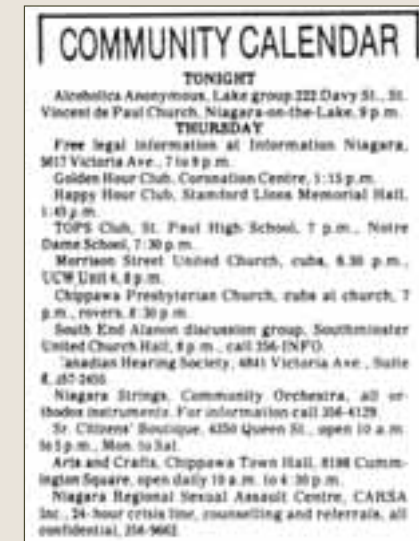 COMMUNITY CALENDAR
TONIGHT
Alcoholics Anonymous, Lake group 222 Davy St., St.
Vincent de Paul Church, Niagara-on-the-Lake, 9 p.m.
THURSDAY
Free legal information at Information Niagara,
5617 Victoria Ave., 7 to 9 p.m.
Golden Hour Club, Coronation Centre, 1:15 p.m.
Happy Hour Club, Stamford Lions Memorial Hall,
1:45 p.m.
TOPS Club, St. Paul High School, 7 p.m., Notre
Dame School, 7:30 p.m.
Morrison Street United Church, cubs, 6.30 p.m.,
UCW Unit 4, 8 p.m.
Chippawa Presbyterian Church, cubs at church, 7
p.m., rovers, 8:30 p.m.
South End Alanon discussion group, Southminster
United Church Hall, 8 p.m., call 356-INFO.
anadian Hearing Society, 4841 Victoria Ave., Suite
Niagara Strings, Community Orchestra, all or-
thodox instruments. For information call 356-4129.
Sr. Citizens' Boutique, 4350 Queen St., open 10 a.m.
to 5 p.m., Mon. to Sat.
Arts and Crafts, Chippawa Town Hall, 8196 Cumm-
ington Square, open daily 10 a.m. to 4:30 p.m.
Niagara Regional Sexual Assault Centre, CARSA
Inc., 24-hour crisis line, counselling and referrals, all
confidential, 356-9662.